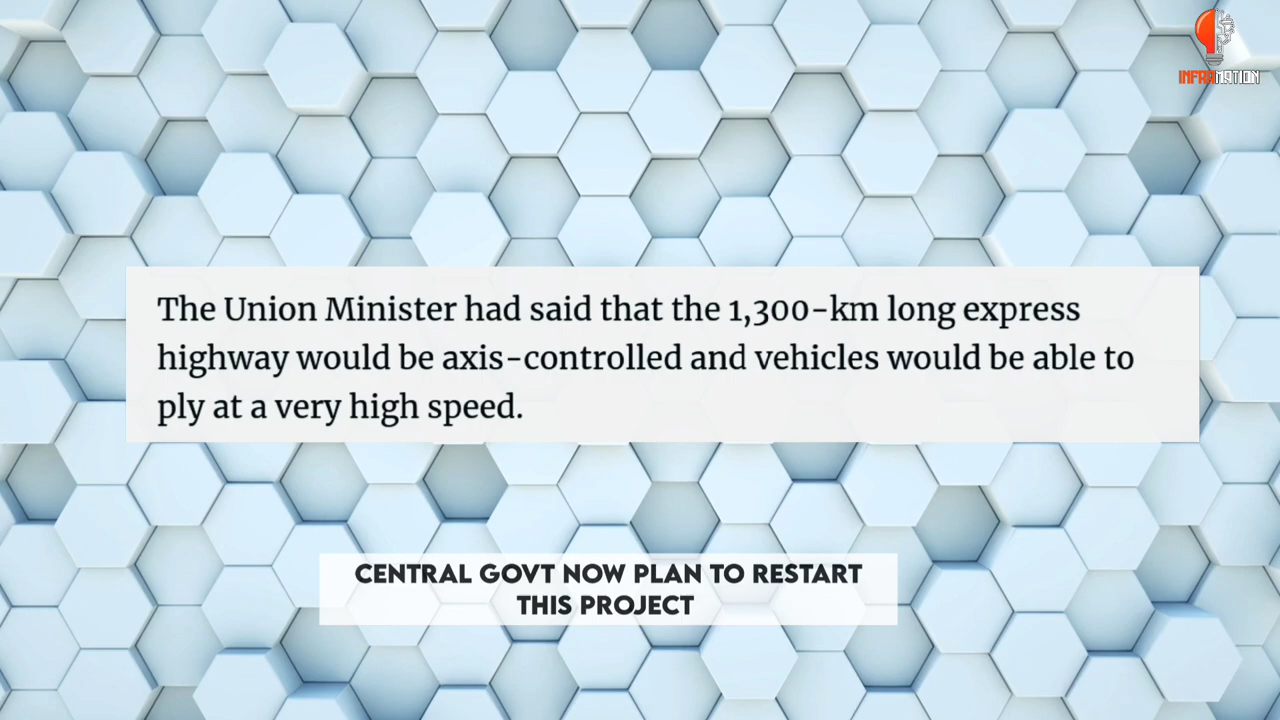 INFRANATION
The Union Minister had said that the 1,300-km long express
highway would be axis-controlled and vehicles would be able to
ply at a very high speed.
CENTRAL GOVT NOW PLAN TO RESTART
THIS PROJECT